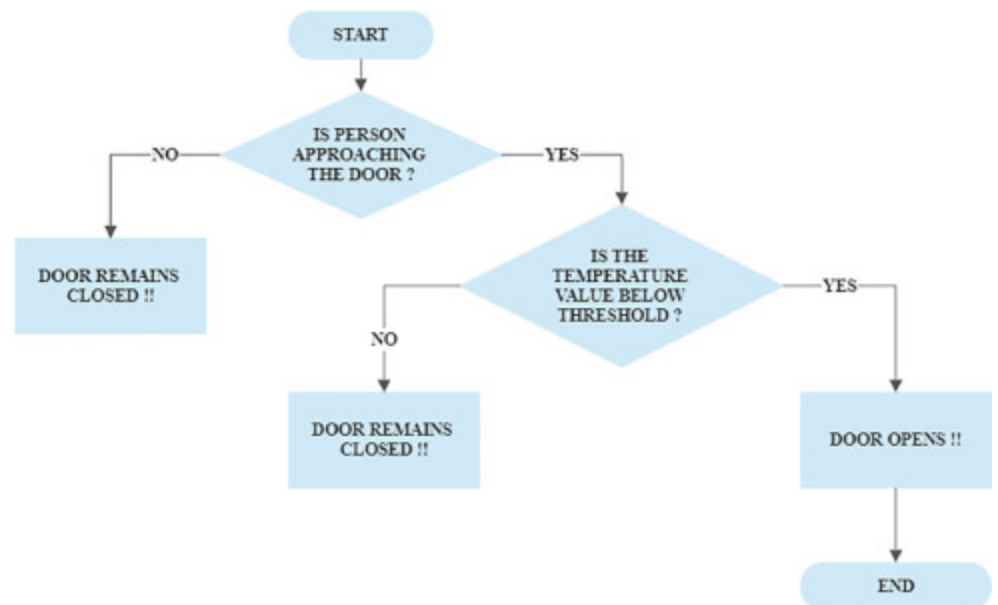 START
IS PERSON
APPROACHING
THE DOOR ?
NO
YES
DOOR REMAINS
CLOSED !!
IS THE
TEMPERATURE
VALUE BELOW
THRESHOLD ?
NO
YES
DOOR REMAINS
CLOSED !!
DOOR OPENS !!
END